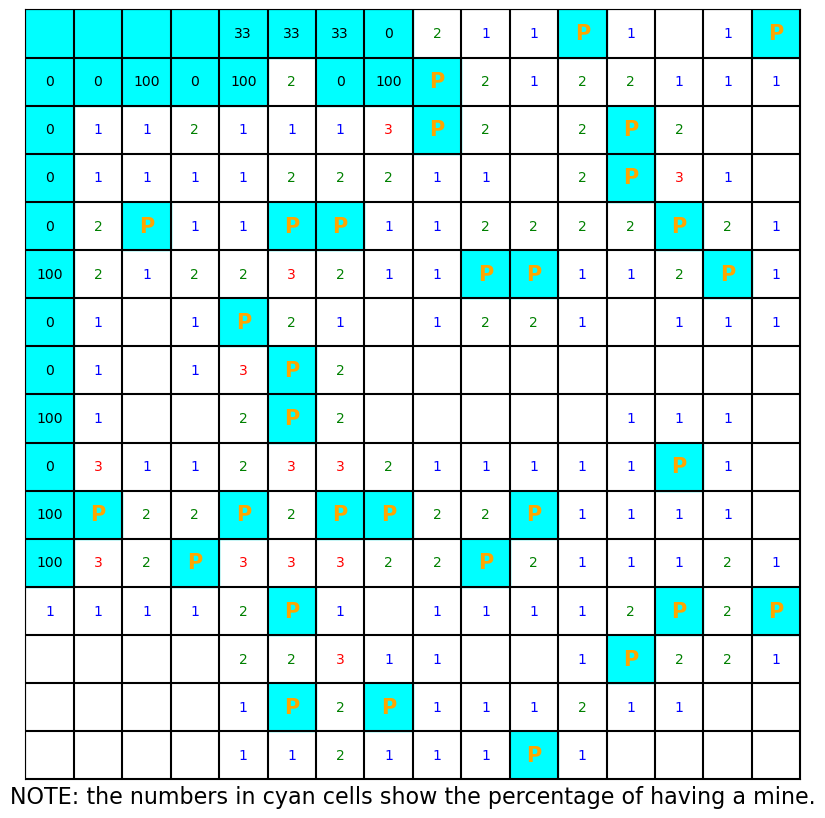 33 33 33 0 2 1 1 P 1 1 P
0 0 100 0 100 2 0 100 P 2 1 2 2 1 1 1
0 1 1 2 1 1 1 3 P 2 2 P 2
0 1 1 1 1 2 2 2 1 1 2 P 3 1
0 2 P 1 1 P P 1 1 2 2 2 2 P 2 1
100 2 1 2 2 3 2 1 1 P P 1 1 2 P 1
0 1 1 P 2 1 1 2 2 1 1 1 1
0 1 1 3 P 2
100 1 2 P 2 1 1 1
0 3 1 1 2 3 3 2 1 1 1 1 1 P 1
100 P 2 2 P 2 P P 2 2 P 1 1 1 1
100 3 2 P 3 3 3 2 2 P 2 1 1 1 2 1
1 1 1 1 2 P 1 1 1 1 1 2 P 2 P
2 2 3 1 1 1 P 2 2 1
1 P 2 P 1 1 1 2 1 1
1 1 2 1 1 1 P 1
NOTE: the numbers in cyan cells show the percentage of having a mine.